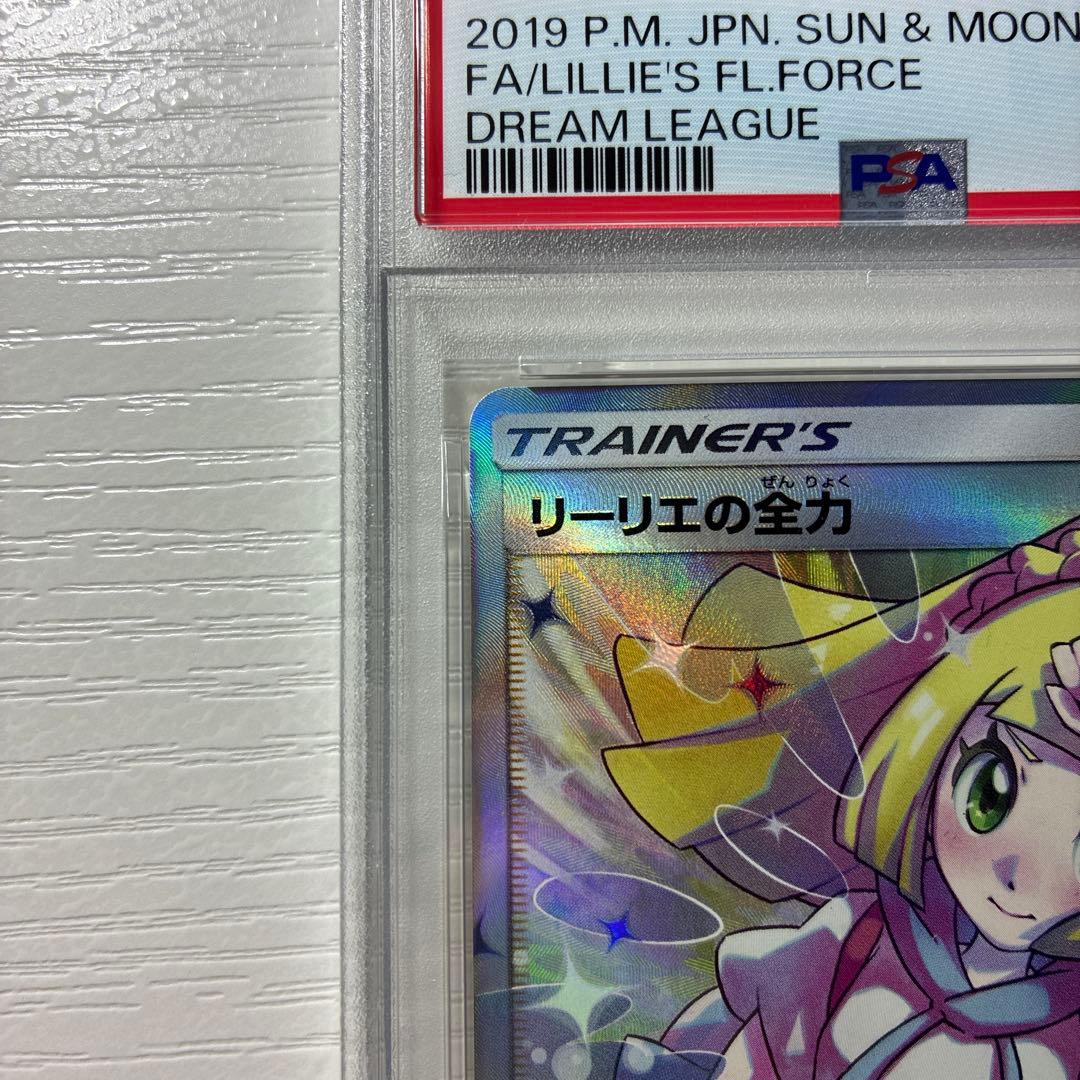 2019 P.M. JPN. SUN & MOON
FA/LILLIE'S FL.FORCE
DREAM LEAGUE
PSA
TRAINER'S
ぜんりょく
リーリエの全力